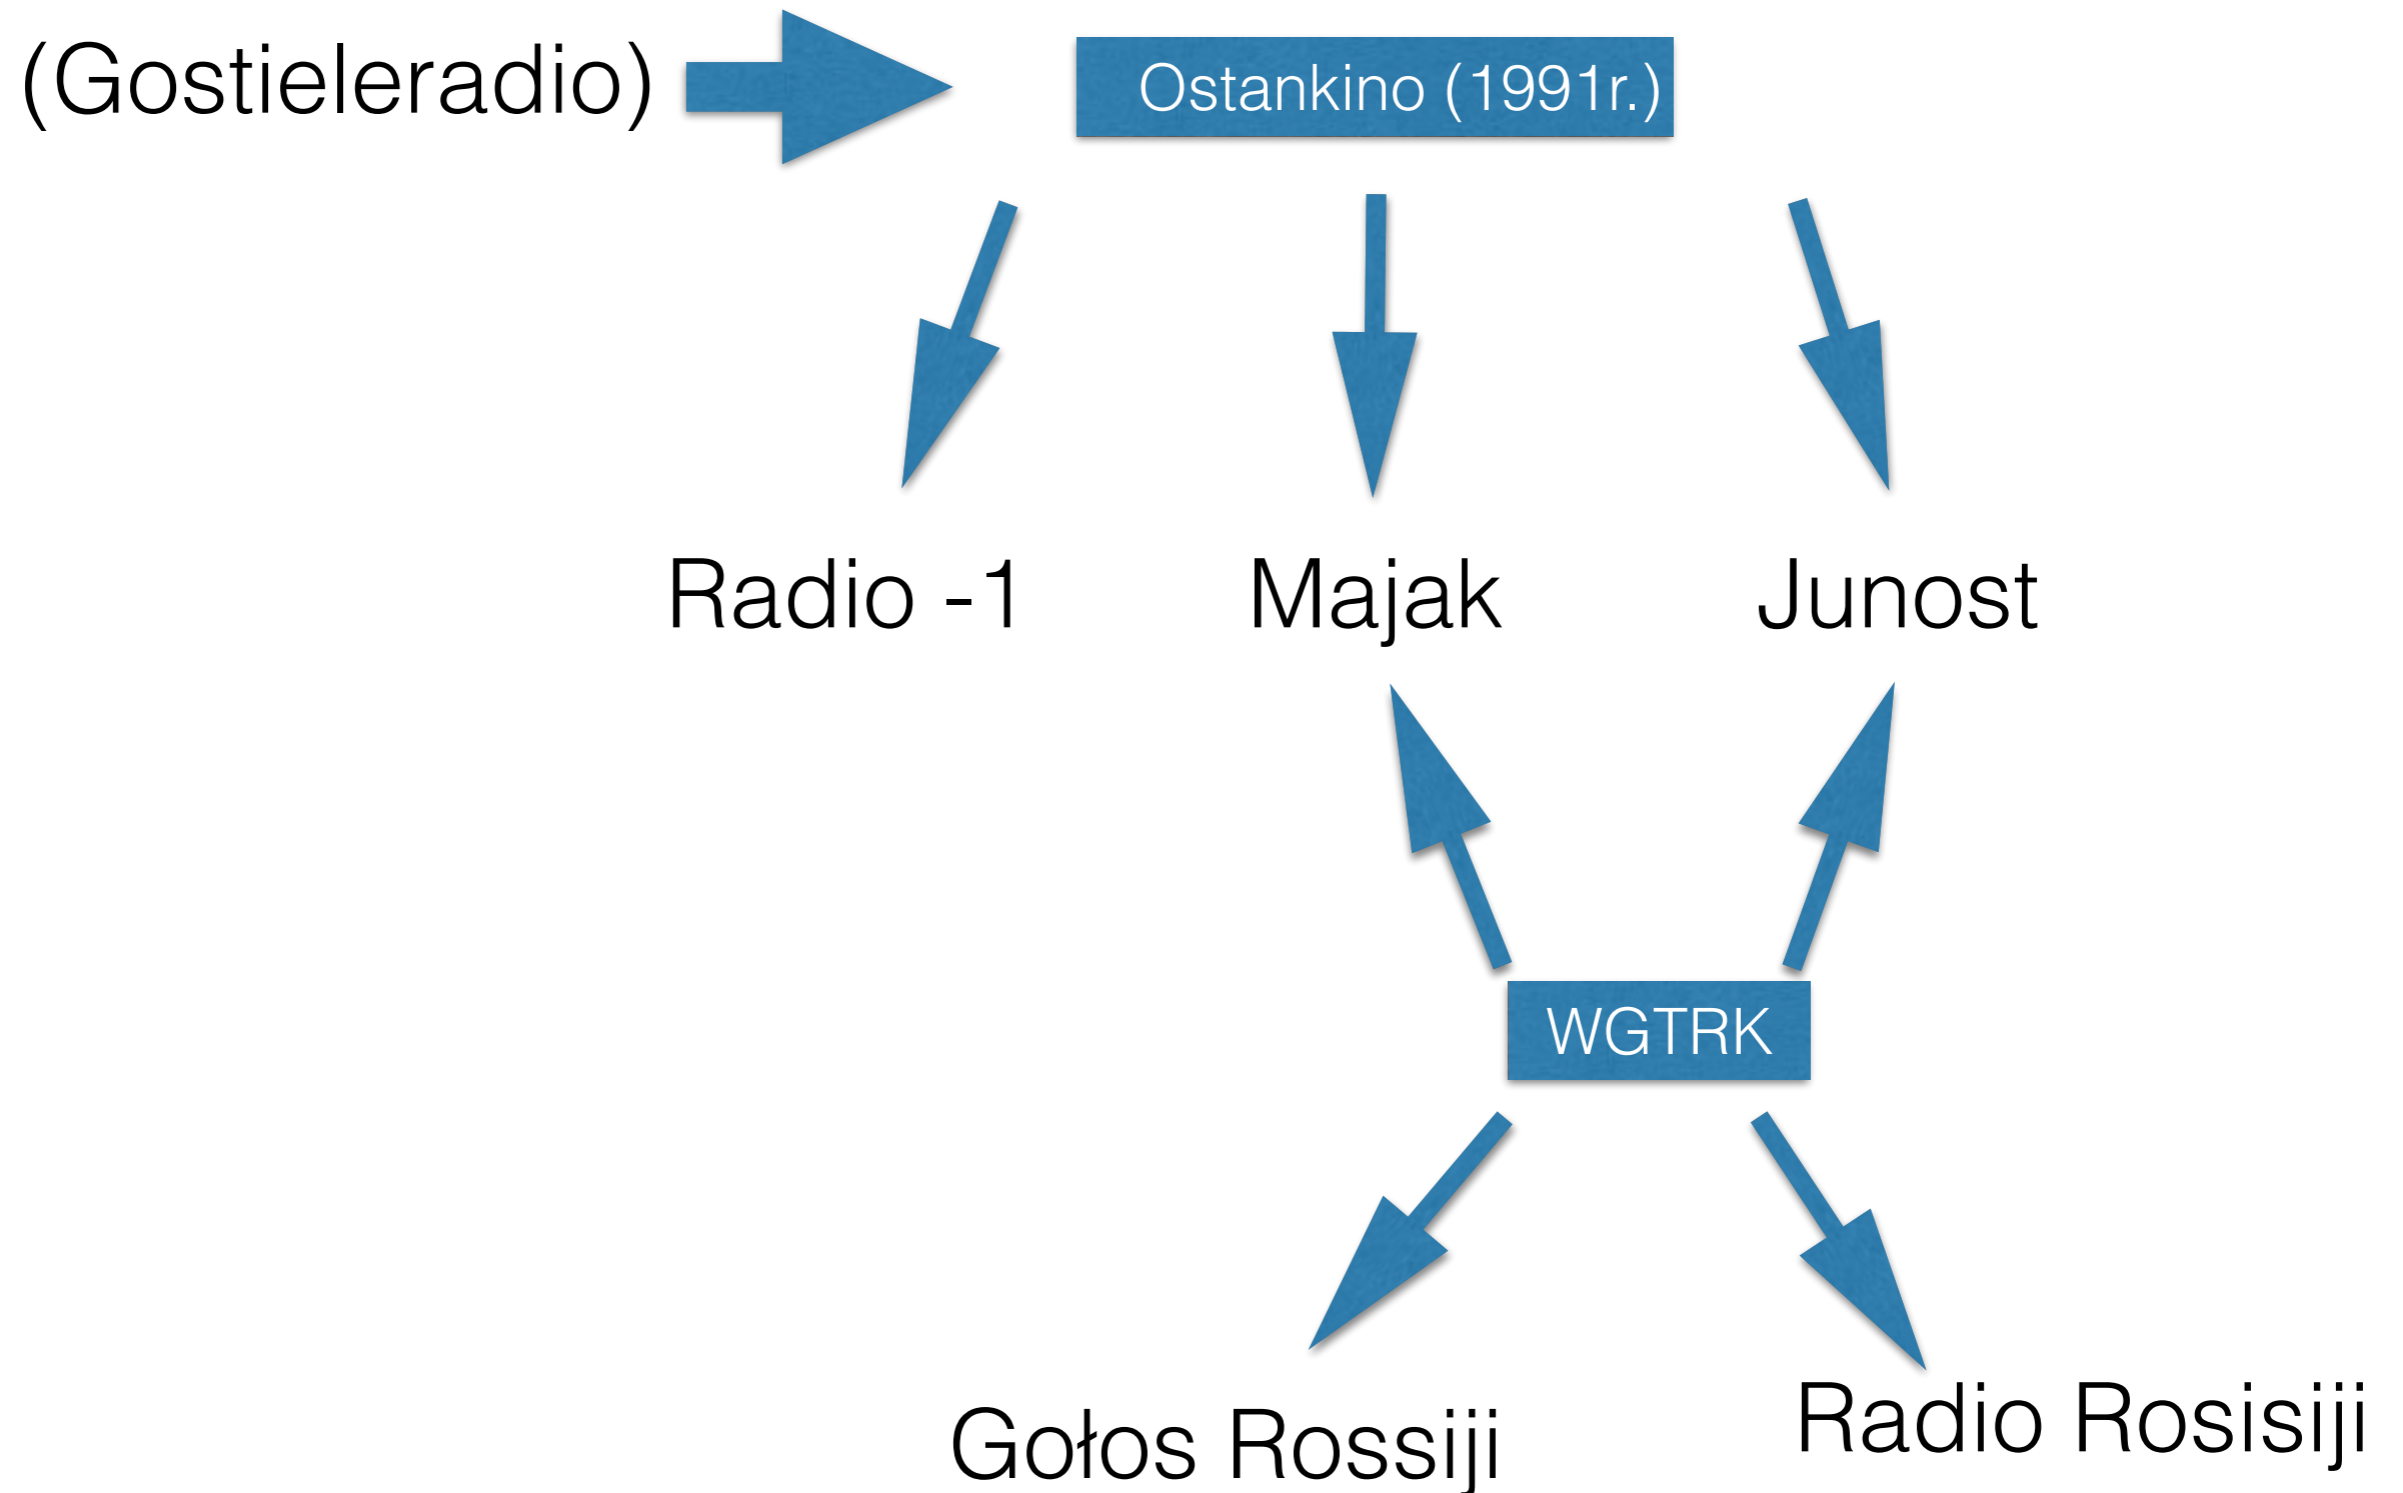 (Gostieleradio)
Ostankino (1991r.)
Radio -1
Majak
Junost
WGTRK
Gołos Rossiji
Radio Rosisiji